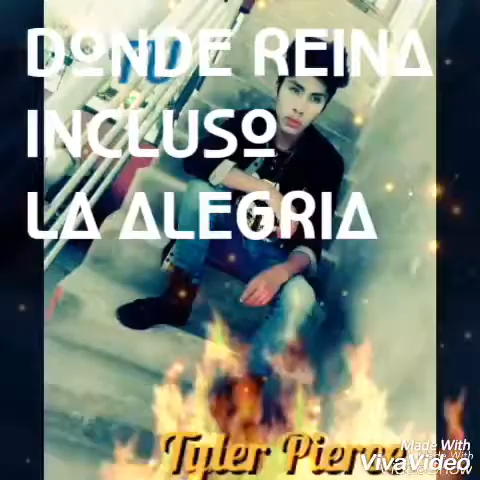 DONDE REINA
INCLUSO
LA ALEGRIA
Tyler Pierce
Made With
VivaVideo